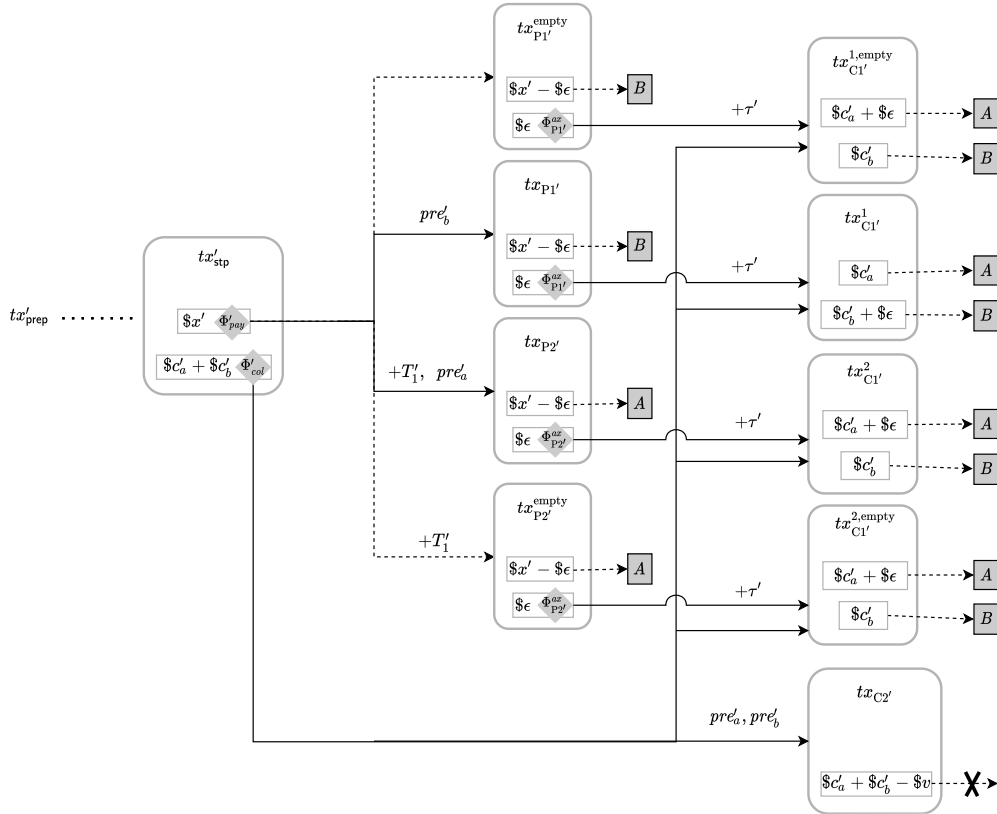 tx'_prep
tx'_stp
$x' Φ'_pay
$c'_a + $c'_b Φ'_col
pre'_b
+T'_1, pre'_a
+T'_1
tx^empty_P1'
$x' − $ϵ B
$ϵ Φ^ax_P1'
tx_P1'
$x' − $ϵ B
$ϵ Φ^ax_P1'
tx_P2'
$x' − $ϵ A
$ϵ Φ^ax_P2'
tx^empty_P2'
$x' − $ϵ A
$ϵ Φ^ax_P2'
+τ'
+τ'
+τ'
+τ'
pre'_a, pre'_b
tx^1,empty_C1'
$c'_a + $ϵ A
$c'_b B
tx^1_C1'
$c'_a A
$c'_b + $ϵ B
tx^2_C1'
$c'_a + $ϵ A
$c'_b B
tx^2,empty_C1'
$c'_a + $ϵ A
$c'_b B
tx_C2'
$c'_a + $c'_b − $v